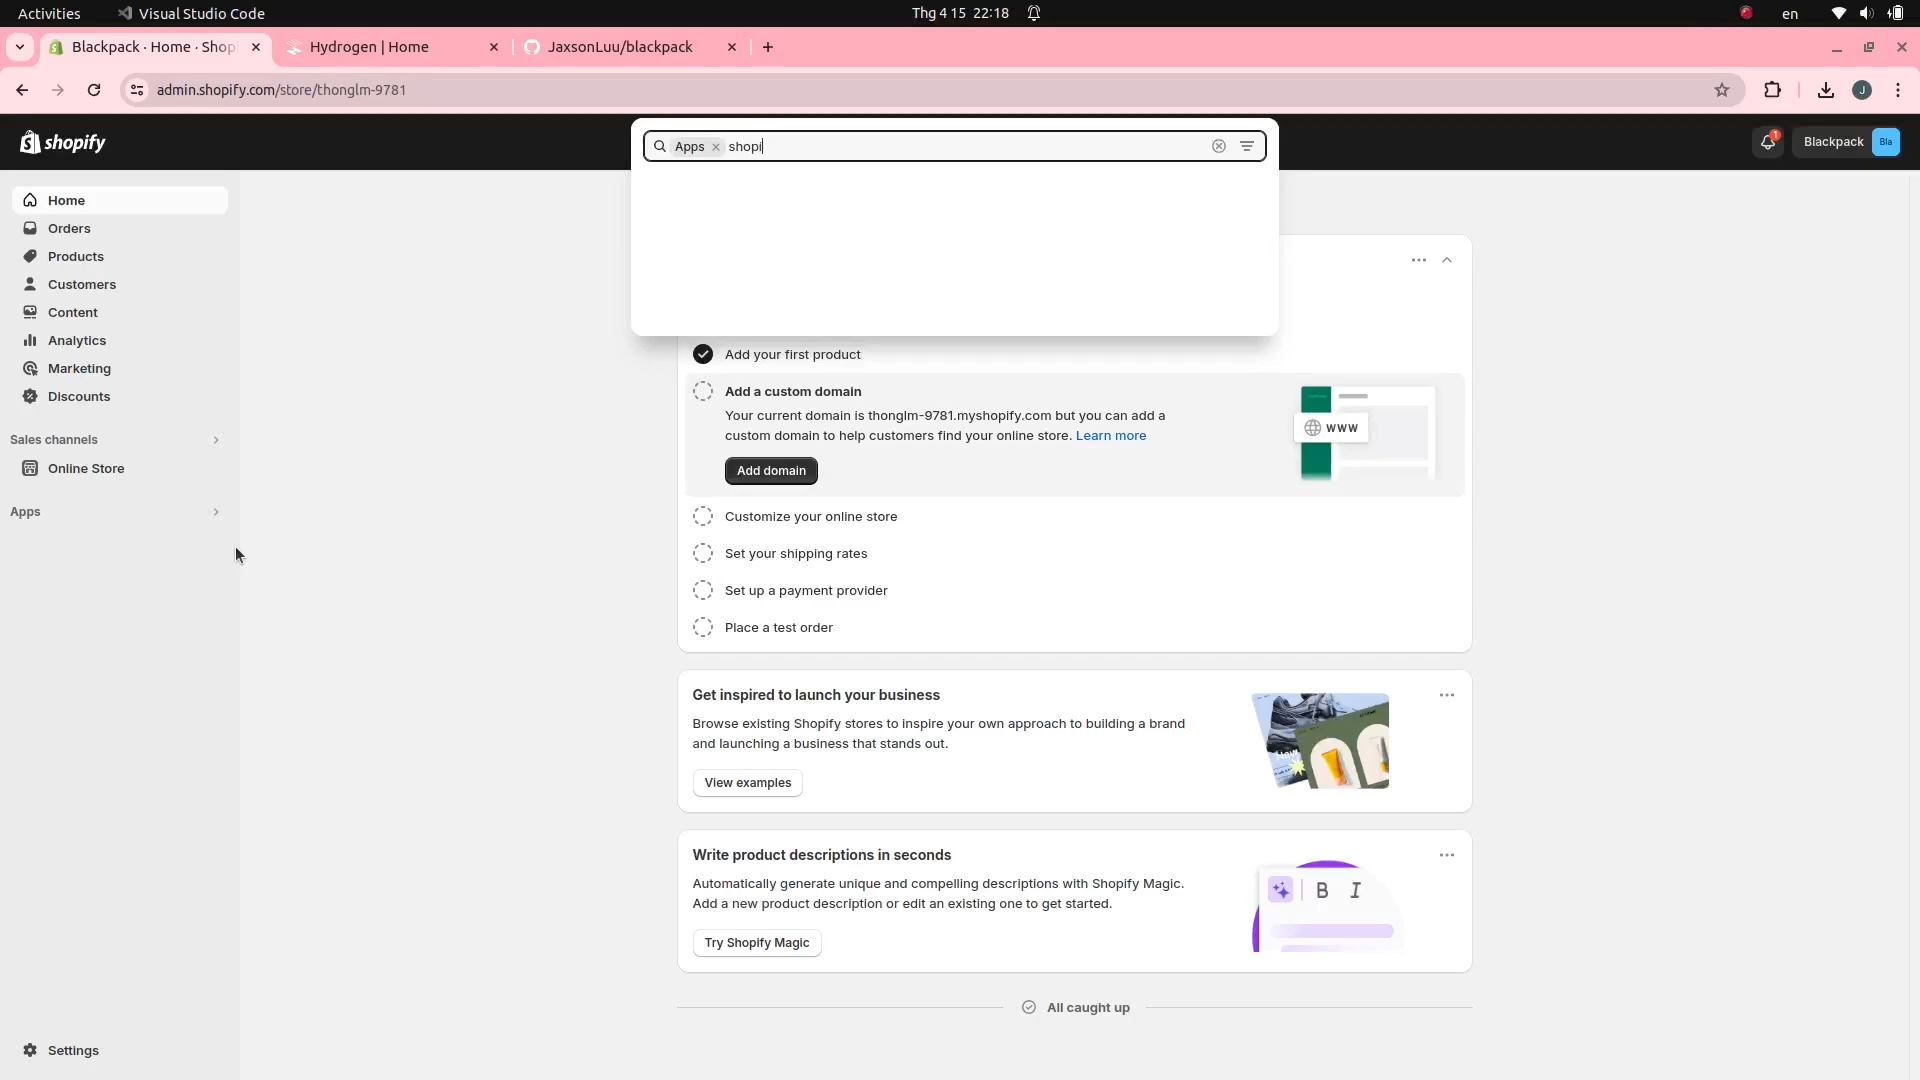 Activities
Visual Studio Code
Thg 4 15 22:18
en
Blackpack · Home · Shop
Hydrogen | Home
JaxsonLuu/blackpack
admin.shopify.com/store/thonglm-9781
J
shopify
Apps
shopi
1
Blackpack
Bla
Home
Orders
Products
Customers
Content
Analytics
Marketing
Discounts
Sales channels
Online Store
Apps
Settings
Add your first product
Add a custom domain
Your current domain is thonglm-9781.myshopify.com but you can add a
custom domain to help customers find your online store. Learn more
Add domain
www
Customize your online store
Set your shipping rates
Set up a payment provider
Place a test order
Get inspired to launch your business
Browse existing Shopify stores to inspire your own approach to building a brand
and launching a business that stands out.
View examples
Write product descriptions in seconds
Automatically generate unique and compelling descriptions with Shopify Magic.
Add a new product description or edit an existing one to get started.
Try Shopify Magic
B I
All caught up